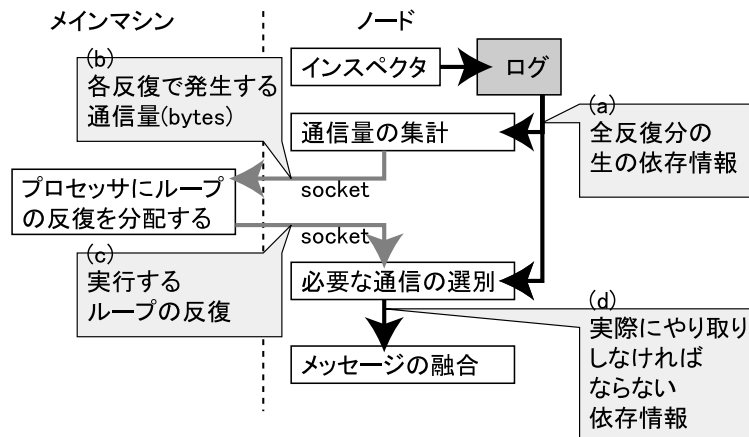 メインマシン
ノード
(b)
各反復で発生する
通信量(bytes)
インスペクタ
ログ
(a)
全反復分の
生の依存情報
通信量の集計
socket
プロセッサにループ
の反復を分配する
socket
(c)
実行する
ループの反復
必要な通信の選別
(d)
実際にやり取り
しなければ
ならない
依存情報
メッセージの融合